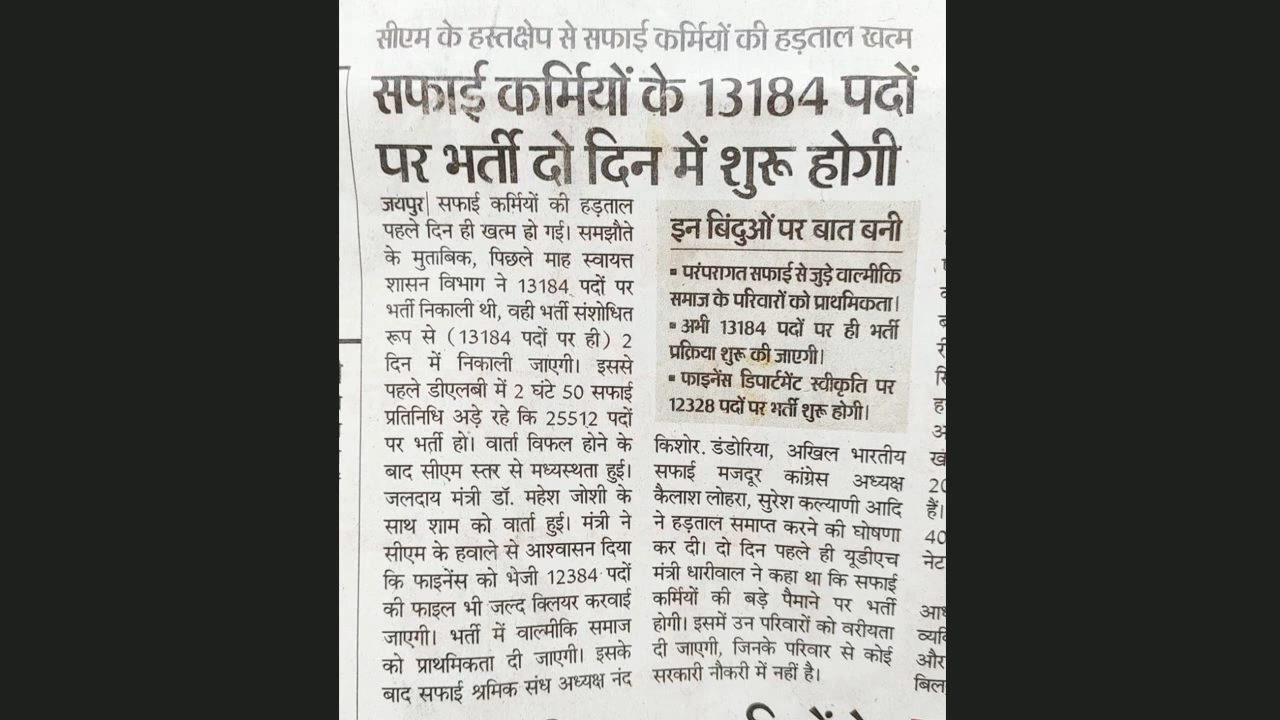 सीएम के हस्तक्षेप से सफाई कर्मियों की हड़ताल खत्म
सफाई कर्मियों के 13184 पदों
पर भर्ती दो दिन में शुरू होगी
जयपुर| सफाई कर्मियों की हड़ताल
पहले दिन ही खत्म हो गई। समझौते
के मुताबिक, पिछले माह स्वायत्त
शासन विभाग ने 13184 पदों पर
भर्ती निकाली थी, वही भर्ती संशोधित
रूप से (13184 पदों पर ही) 2
दिन में निकाली जाएगी। इससे
पहले डीएलबी में 2 घंटे 50 सफाई
प्रतिनिधि अड़े रहे कि 25512 पदों
पर भर्ती हो। वार्ता विफल होने के
बाद सीएम स्तर से मध्यस्थता हुई।
जलदाय मंत्री डॉ. महेश जोशी के
साथ शाम को वार्ता हुई। मंत्री ने
सीएम के हवाले से आश्वासन दिया
कि फाइनेंस को भेजी 12384 पदों
की फाइल भी जल्द क्लियर करवाई
जाएगी। भर्ती में वाल्मीकि समाज
को प्राथमिकता दी जाएगी। इसके
बाद सफाई श्रमिक संघ अध्यक्ष नंद
इन बिंदुओं पर बात बनी
▪ परंपरागत सफाई से जुड़े वाल्मीकि
समाज के परिवारों को प्राथमिकता।
▪ अभी 13184 पदों पर ही भर्ती
प्रक्रिया शुरू की जाएगी।
▪ फाइनेंस डिपार्टमेंट स्वीकृति पर
12328 पदों पर भर्ती शुरू होगी।
किशोर. डंडोरिया, अखिल भारतीय
सफाई मजदूर कांग्रेस अध्यक्ष
कैलाश लोहरा, सुरेश कल्याणी आदि
ने हड़ताल समाप्त करने की घोषणा
कर दी। दो दिन पहले ही यूडीएच
मंत्री धारीवाल ने कहा था कि सफाई
कर्मियों की बड़े पैमाने पर भर्ती
होगी। इसमें उन परिवारों को वरीयता
दी जाएगी, जिनके परिवार से कोई
सरकारी नौकरी में नहीं है।
20
हैं।
40
नेट
और